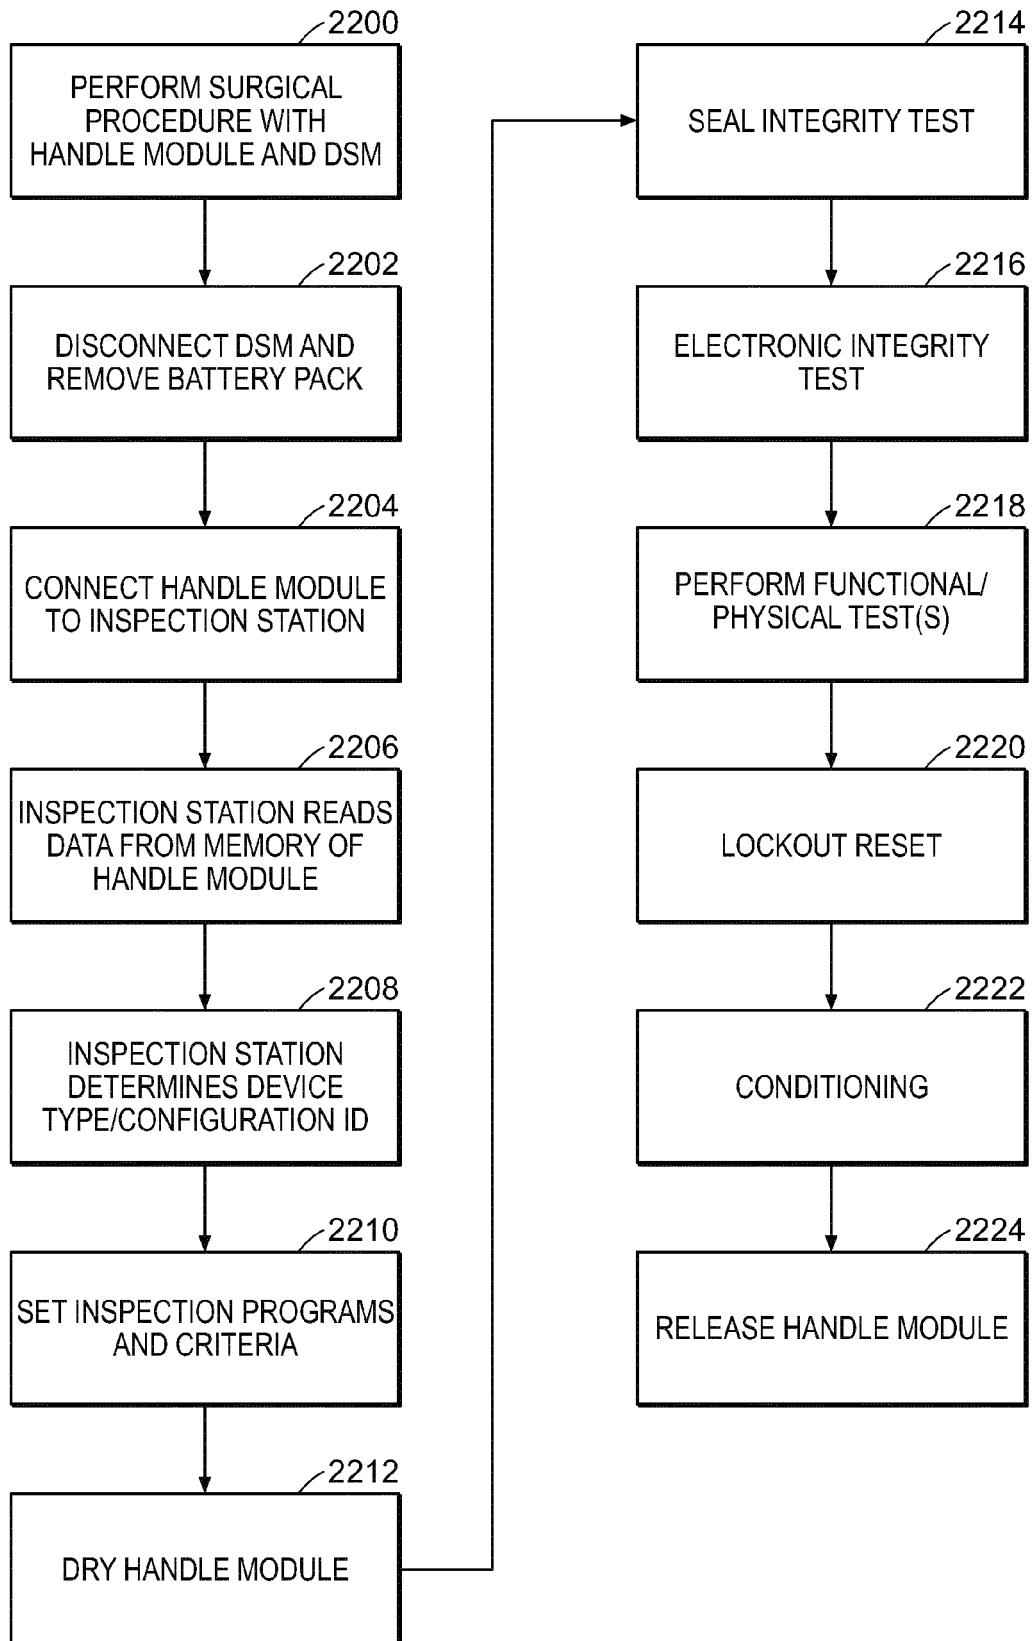 2200
PERFORM SURGICAL
PROCEDURE WITH
HANDLE MODULE AND DSM
2202
DISCONNECT DSM AND
REMOVE BATTERY PACK
2204
CONNECT HANDLE MODULE
TO INSPECTION STATION
2206
INSPECTION STATION READS
DATA FROM MEMORY OF
HANDLE MODULE
2208
INSPECTION STATION
DETERMINES DEVICE
TYPE/CONFIGURATION ID
2210
SET INSPECTION PROGRAMS
AND CRITERIA
2212
DRY HANDLE MODULE
2214
SEAL INTEGRITY TEST
2216
ELECTRONIC INTEGRITY
TEST
2218
PERFORM FUNCTIONAL/
PHYSICAL TEST(S)
2220
LOCKOUT RESET
2222
CONDITIONING
2224
RELEASE HANDLE MODULE